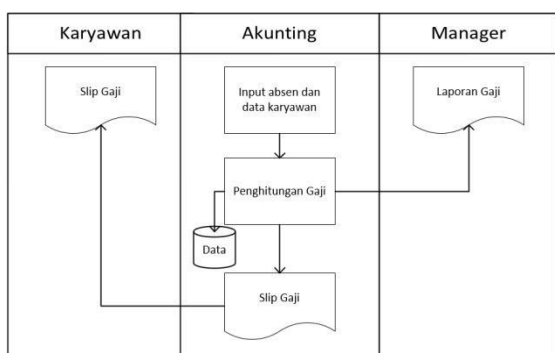 Karyawan
Akunting
Manager
Slip Gaji
Input absen dan
data karyawan
Laporan Gaji
Penghitungan Gaji
Data
Slip Gaji